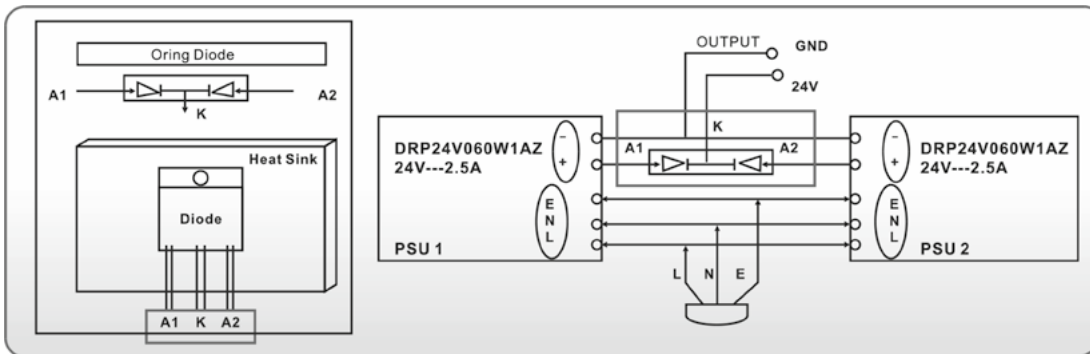 Oring Diode
A1
A2
K
Heat Sink
Diode
A1 K A2
OUTPUT
GND
24V
K
A1
A2
DRP24V060W1AZ
24V---2.5A
−
+
E
N
L
PSU 1
DRP24V060W1AZ
24V---2.5A
−
+
E
N
L
PSU 2
L N E